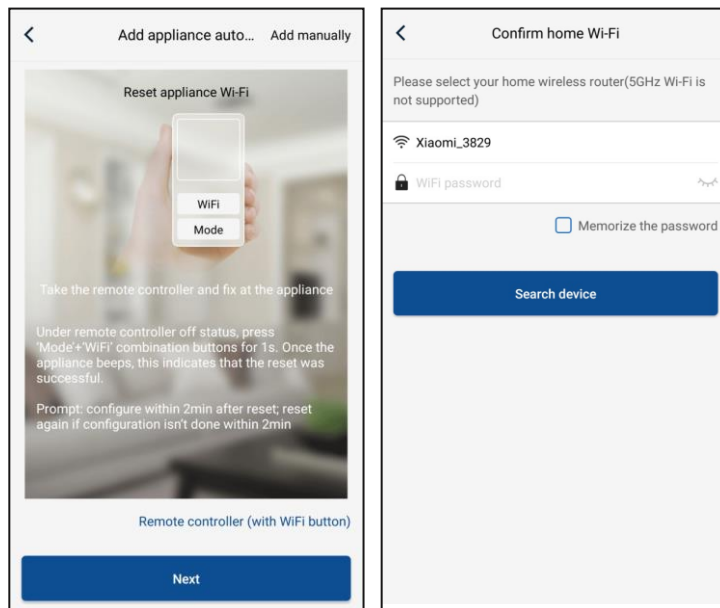 Add appliance auto... Add manually
Reset appliance Wi-Fi
WiFi
Mode
Take the remote controller and fix at the appliance
Under remote controller off status, press
'Mode'+'WiFi' combination buttons for 1s. Once the
appliance beeps, this indicates that the reset was
successful.
Prompt: configure within 2min after reset; reset
again if configuration isn't done within 2min
Remote controller (with WiFi button)
Next
Confirm home Wi-Fi
Please select your home wireless router(5GHz Wi-Fi is
not supported)
Xiaomi_3829
WiFi password
Memorize the password
Search device